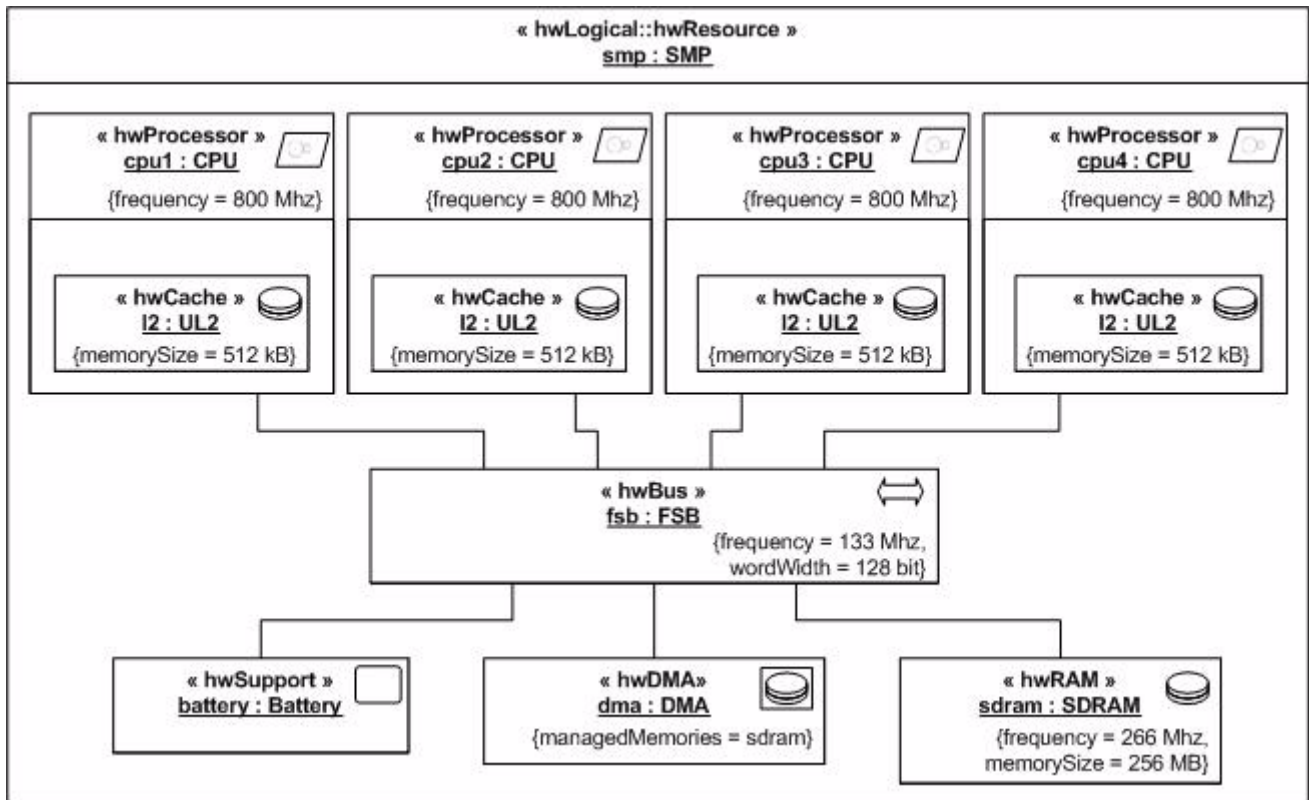 « hwLogical::hwResource »
smp : SMP
« hwProcessor »
cpu1 : CPU
{frequency = 800 Mhz}
« hwCache »
l2 : UL2
{memorySize = 512 kB}
« hwProcessor »
cpu2 : CPU
{frequency = 800 Mhz}
« hwCache »
l2 : UL2
{memorySize = 512 kB}
« hwProcessor »
cpu3 : CPU
{frequency = 800 Mhz}
« hwCache »
l2 : UL2
{memorySize = 512 kB}
« hwProcessor »
cpu4 : CPU
{frequency = 800 Mhz}
« hwCache »
l2 : UL2
{memorySize = 512 kB}
« hwBus »
fsb : FSB
{frequency = 133 Mhz,
wordWidth = 128 bit}
« hwSupport »
battery : Battery
« hwDMA»
dma : DMA
{managedMemories = sdram}
« hwRAM »
sdram : SDRAM
{frequency = 266 Mhz,
memorySize = 256 MB}